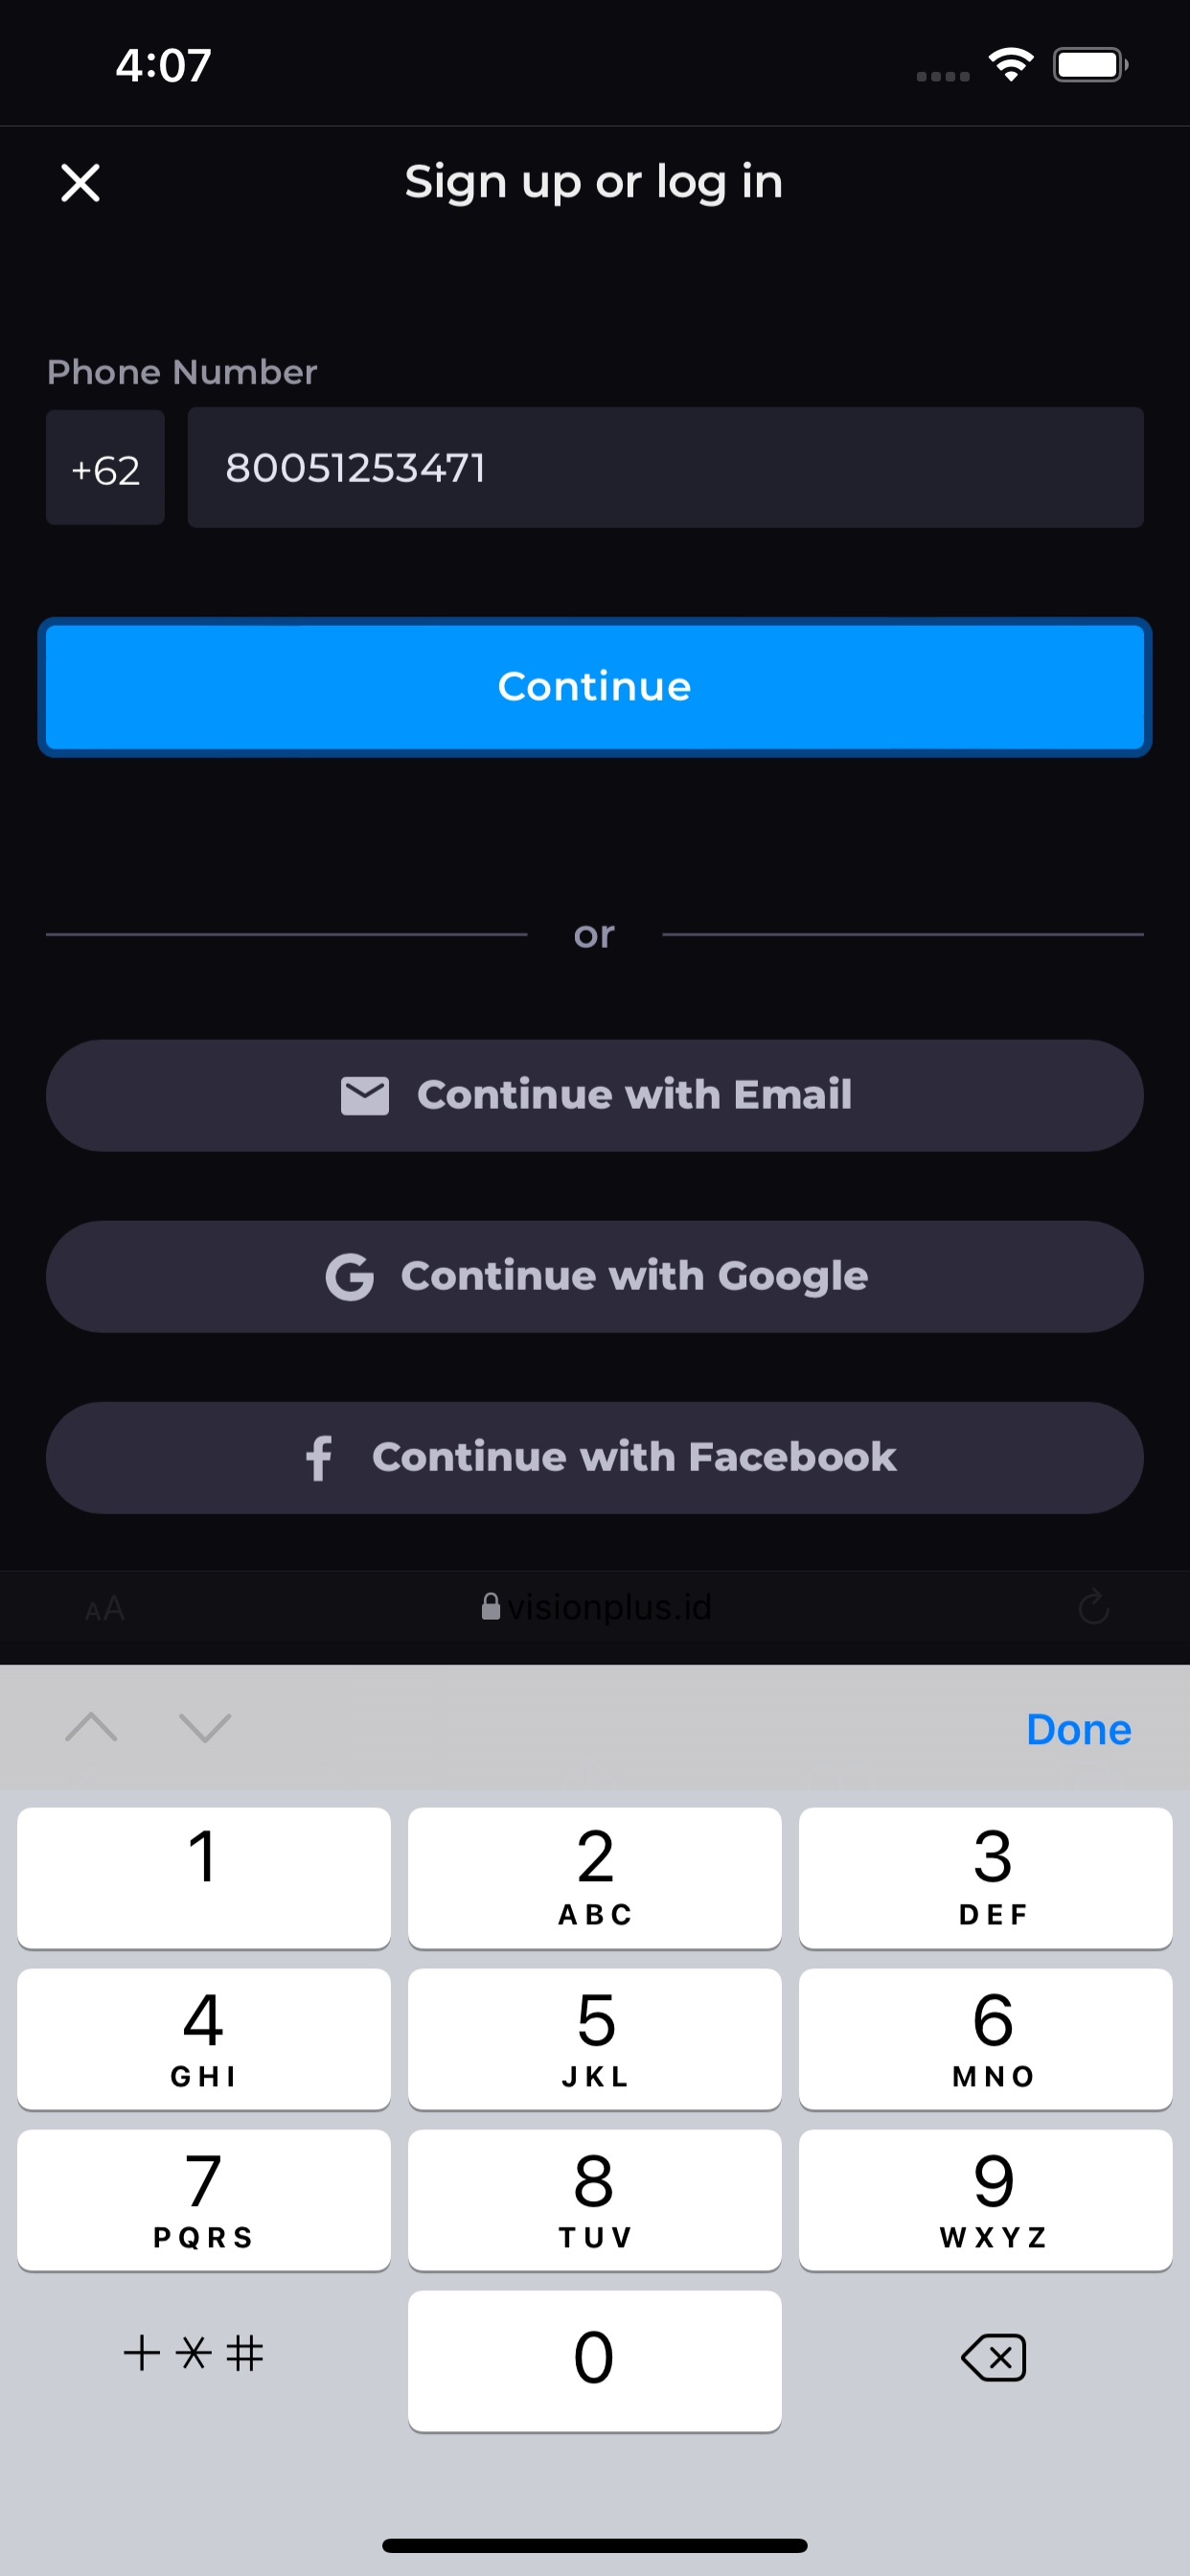 4:07
Sign up or log in
Phone Number
+62 80051253471
Continue
or
Continue with Email
Continue with Google
Continue with Facebook
AA visionplus.id
Done
1 2 3
ABC DEF
4 5 6
GHI JKL MNO
7 8 9
PQRS TUV WXYZ
+*# 0